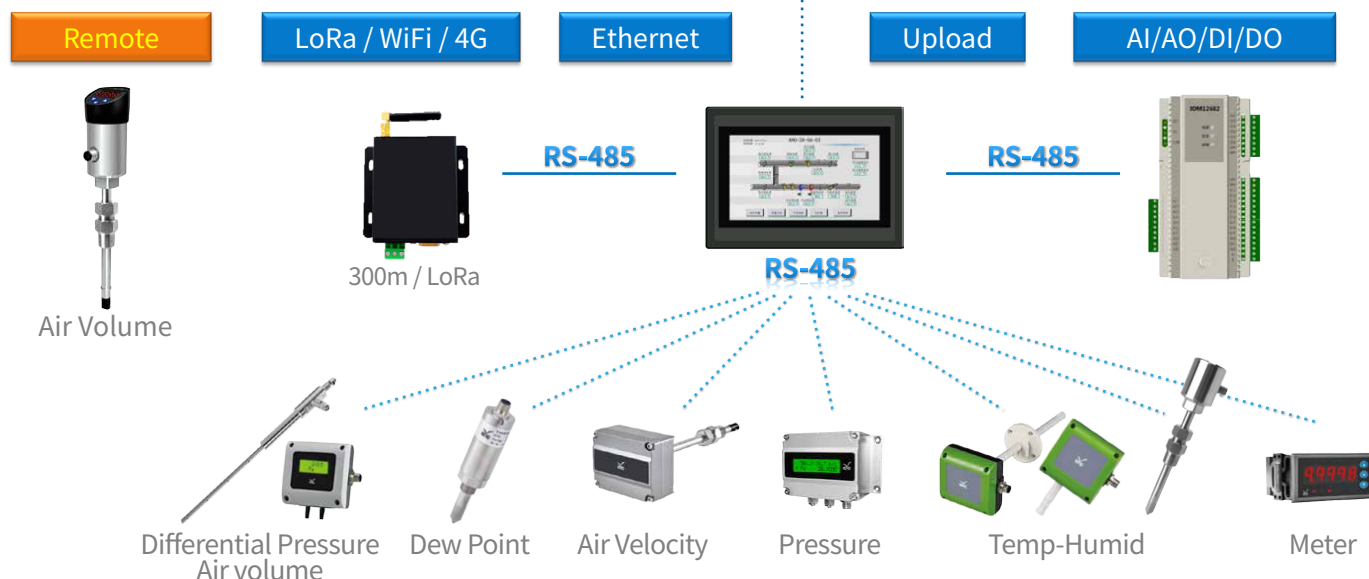 Remote
LoRa / WiFi / 4G
Ethernet
Upload
AI/AO/DI/DO
RS-485
RS-485
300m / LoRa
RS-485
Air Volume
Differential Pressure
Air volume
Dew Point
Air Velocity
Pressure
Temp-Humid
Meter